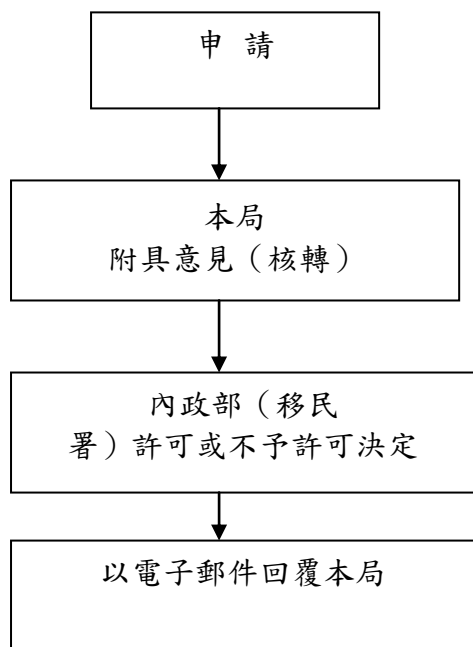 申 請
本局
附具意見（核轉）
內政部（移民
署）許可或不予許可決定
以電子郵件回覆本局